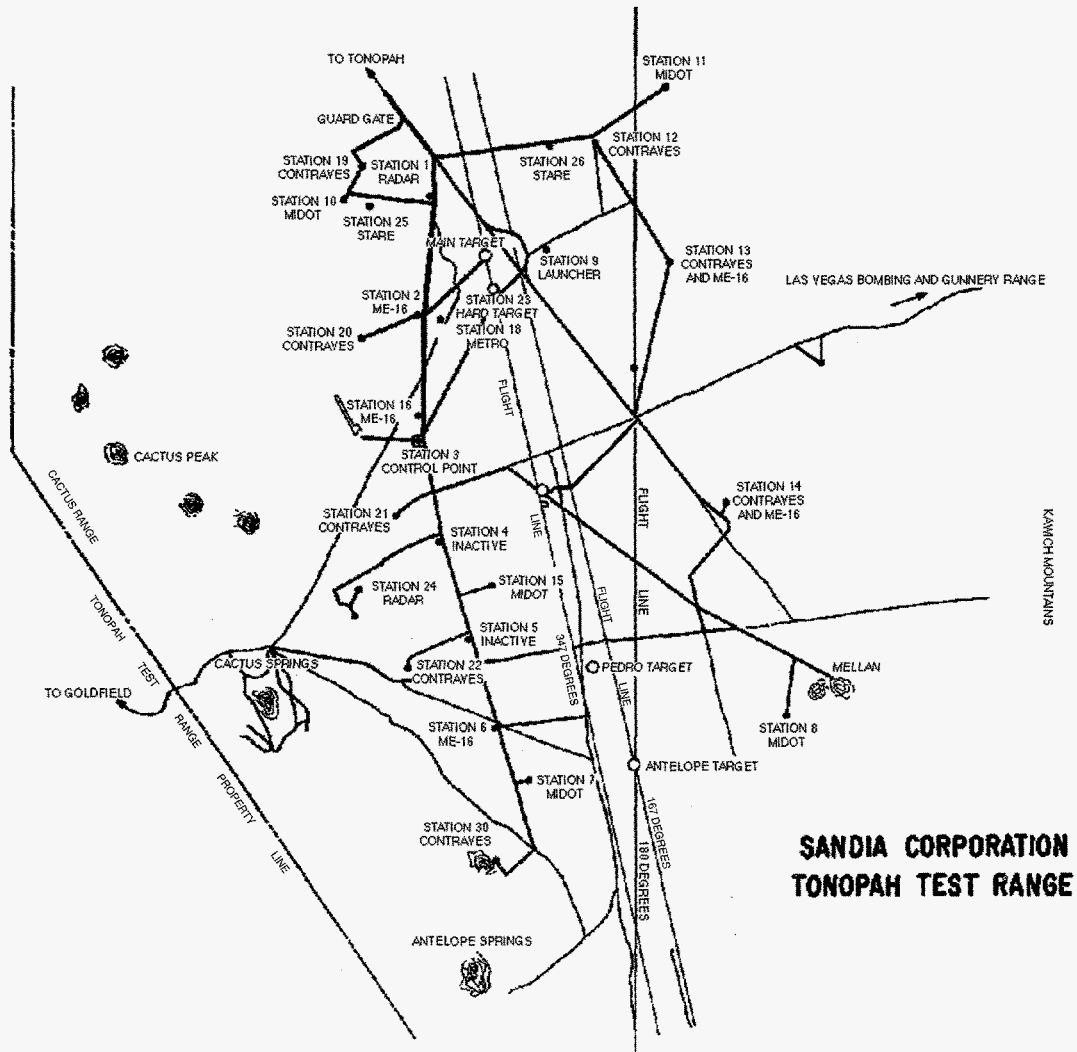 TO TONOPAH
STATION 11
MIDOT
GUARD GATE
STATION 12
CONTRAVES
STATION 19
CONTRAVES
STATION 1
RADAR
STATION 26
STARE
STATION 10
MIDOT
STATION 25
STARE
MAIN TARGET
STATION 9
LAUNCHER
STATION 13
CONTRAVES
AND ME-16
LAS VEGAS BOMBING AND GUNNERY RANGE
STATION 2
ME-16
STATION 23
HARD TARGET
STATION 20
CONTRAVES
STATION 18
METRO
FLIGHT
LINE
STATION 16
ME-16
CACTUS PEAK
STATION 3
CONTROL POINT
STATION 14
CONTRAVES
AND ME-16
FLIGHT
LINE
STATION 21
CONTRAVES
STATION 4
INACTIVE
KAWICH MOUNTAINS
CACTUS RANGE
TONOPAH TEST RANGE PROPERTY LINE
STATION 24
RADAR
STATION 15
MIDOT
FLIGHT
LINE
STATION 5
INACTIVE
347 DEGREES
CACTUS SPRINGS
STATION 22
CONTRAVES
PEDRO TARGET
MELLAN
TO GOLDFIELD
STATION 6
ME-16
STATION 8
MIDOT
ANTELOPE TARGET
STATION 7
MIDOT
167 DEGREES
180 DEGREES
STATION 30
CONTRAVES
SANDIA CORPORATION
TONOPAH TEST RANGE
ANTELOPE SPRINGS